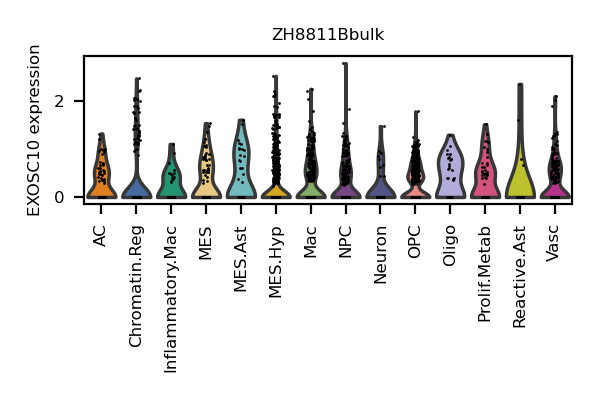 ZH8811Bbulk
EXOSC10 expression
2
0
AC
Chromatin.Reg
Inflammatory.Mac
MES
MES.Ast
MES.Hyp
Mac
NPC
Neuron
OPC
Oligo
Prolif.Metab
Reactive.Ast
Vasc